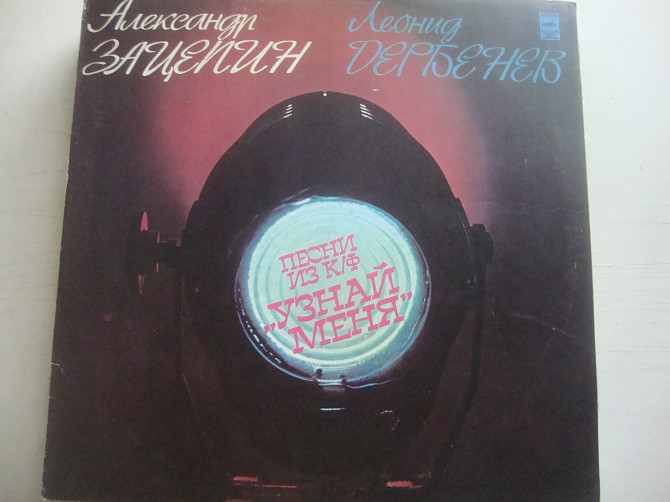 Александр
ЗАЦЕПИН
Леонид
ДЕРБЕНЕВ
ПЕСНИ
ИЗ К/Ф
"УЗНАЙ
МЕНЯ"